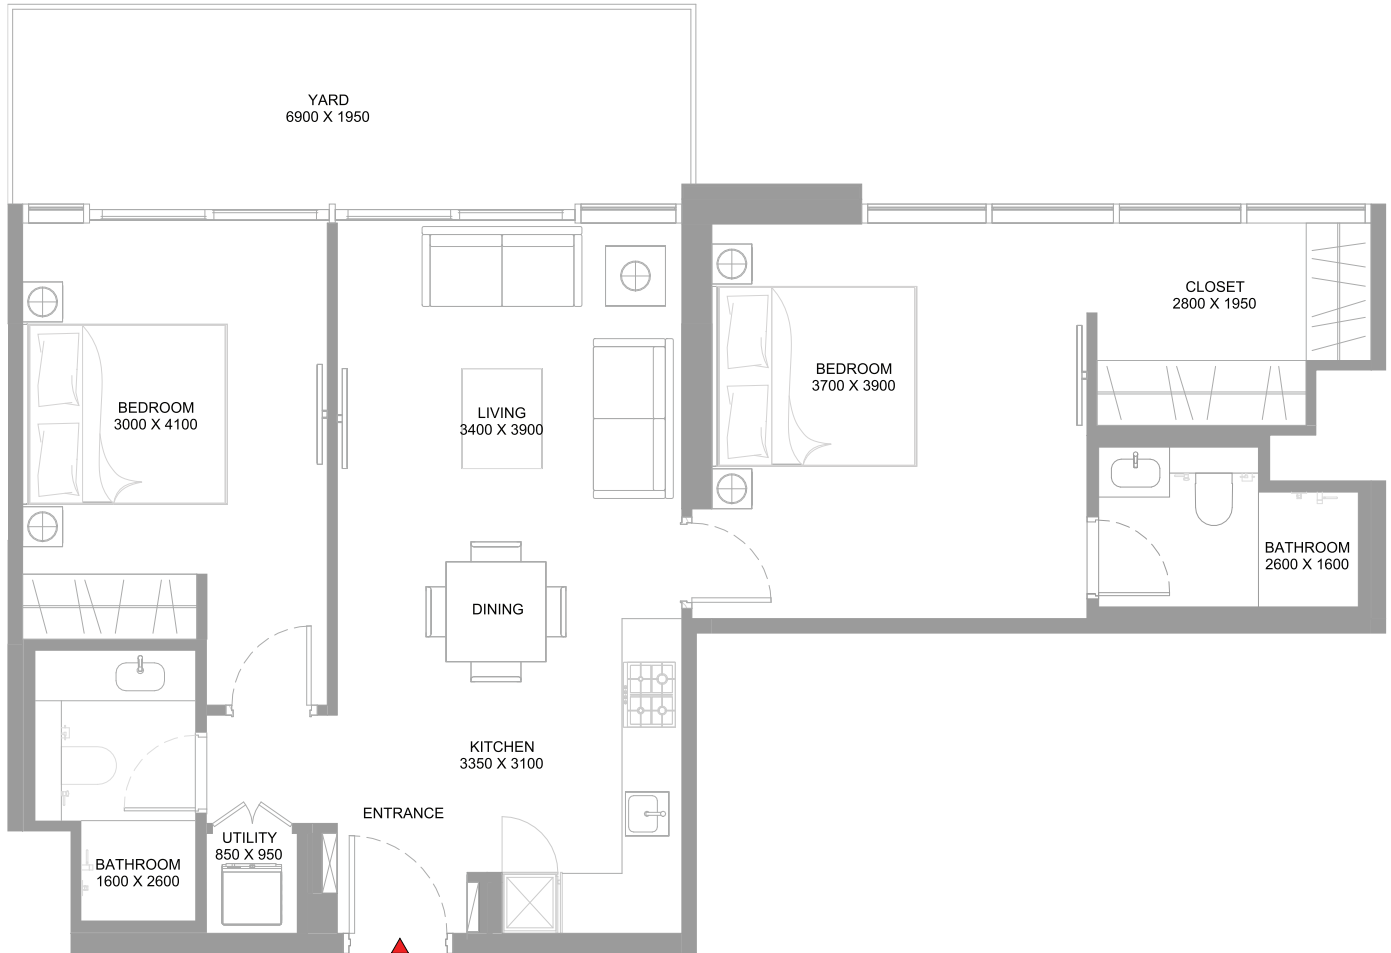 YARD
6900 X 1950
CLOSET
2800 X 1950
BEDROOM
3700 X 3900
BEDROOM
3000 X 4100
LIVING
3400 X 3900
BATHROOM
2600 X 1600
DINING
KITCHEN
3350 X 3100
ENTRANCE
UTILITY
850 X 950
BATHROOM
1600 X 2600